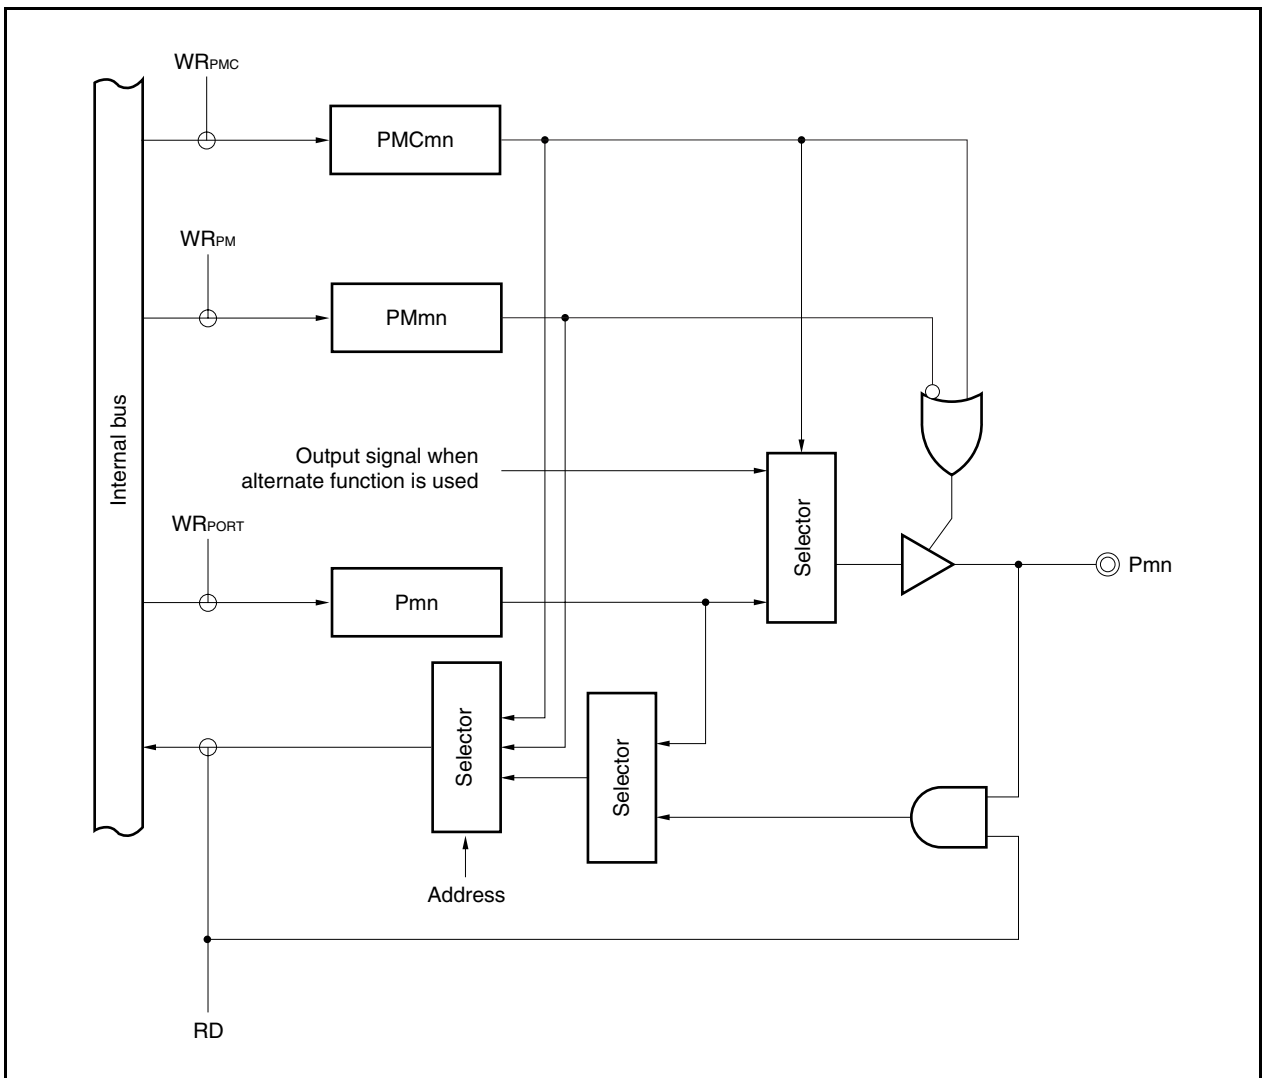 WRPMC
PMCmn
WRPM
PMmn
Internal bus
Output signal when
alternate function is used
Selector
WRPORT
Pmn
Pmn
Selector
Selector
Address
RD